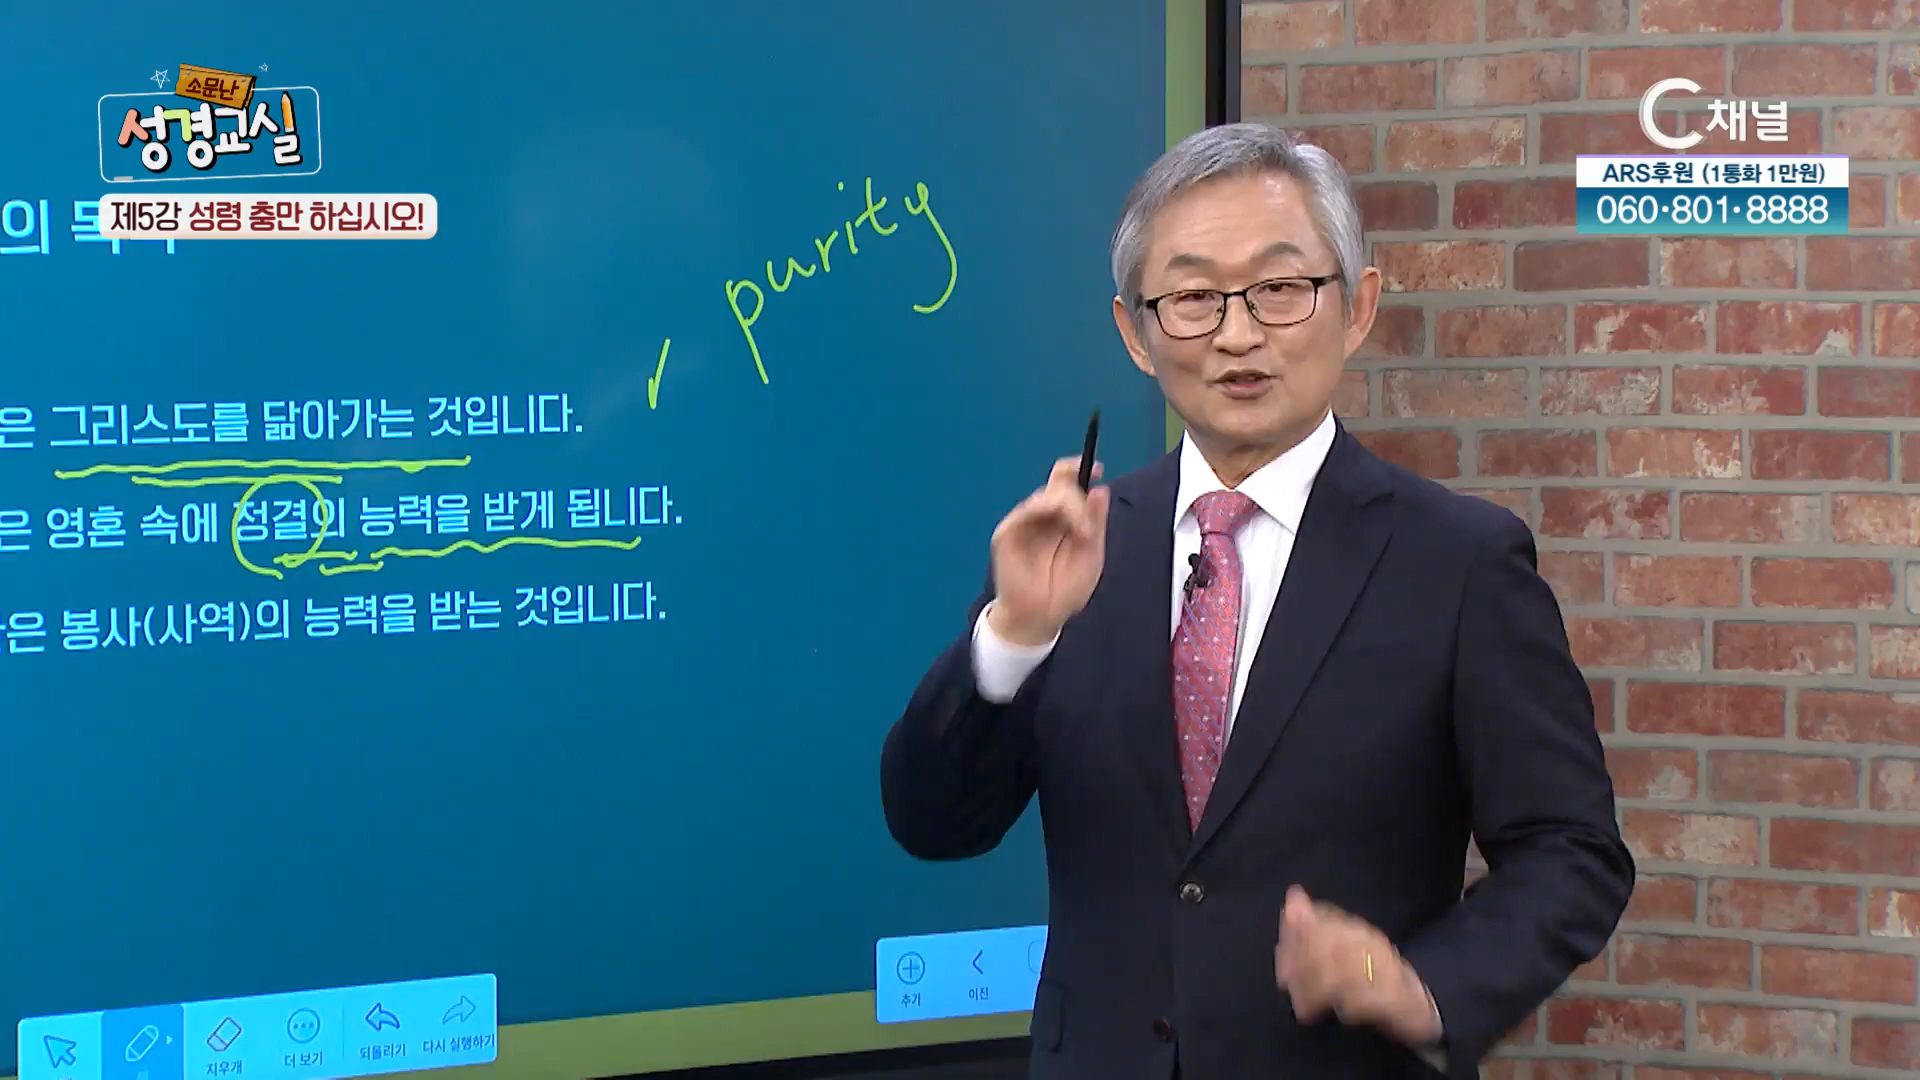 소문난
성경교실
제5강 성령 충만 하십시오!
C채널
ARS후원 (1통화 1만원)
060·801·8888
의
purity
은 그리스도를 닮아가는 것입니다.
은 영혼 속에 정결의 능력을 받게 됩니다.
은 봉사(사역)의 능력을 받는 것입니다.
추기
이전
지우개
더 보기
되돌리기
다시 실행하기